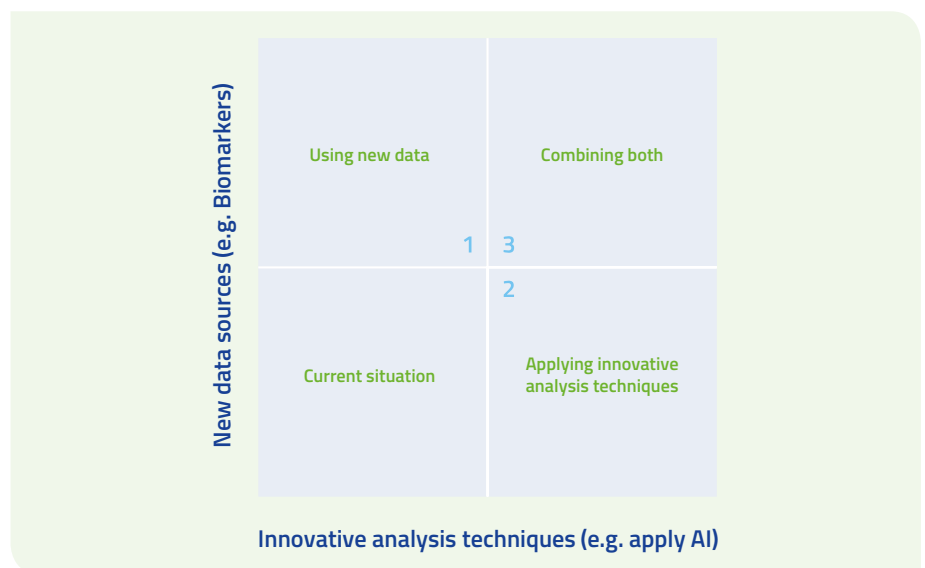 New data sources (e.g. Biomarkers)
Using new data
Combining both
1
3
2
Current situation
Applying innovative
analysis techniques
Innovative analysis techniques (e.g. apply AI)